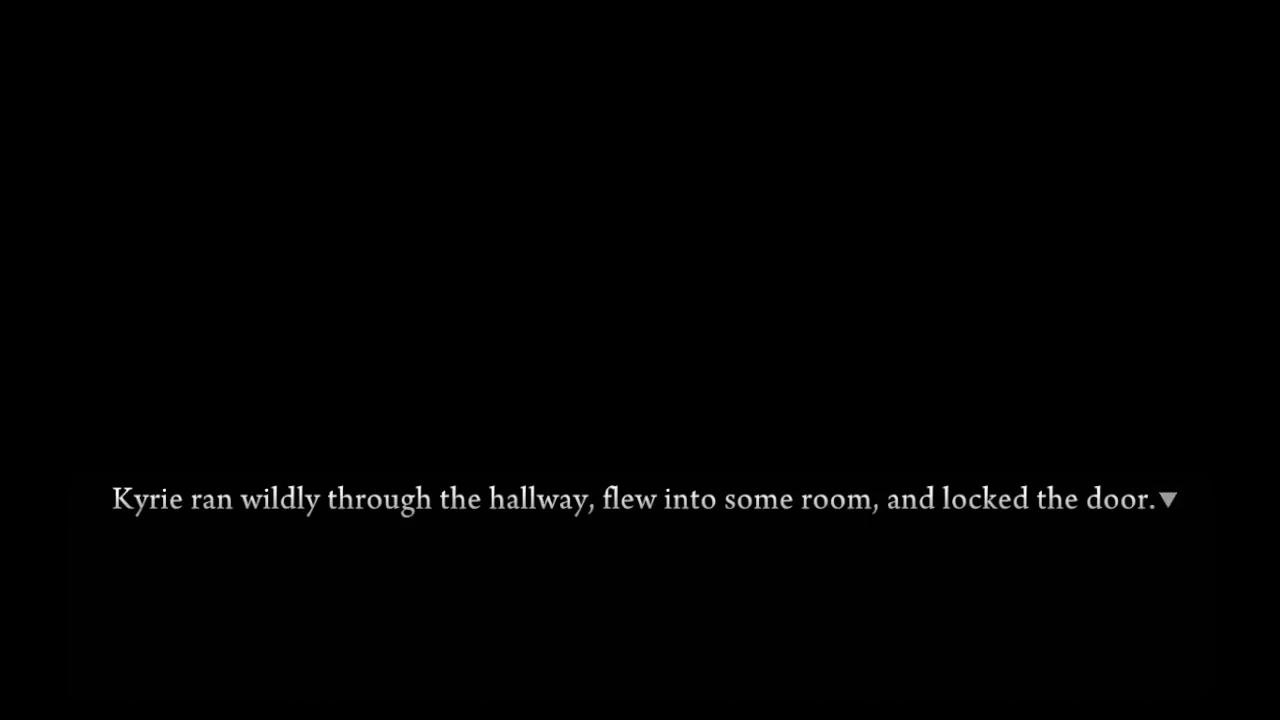 Kyrie ran wildly through the hallway, flew into some room, and locked the door.▼